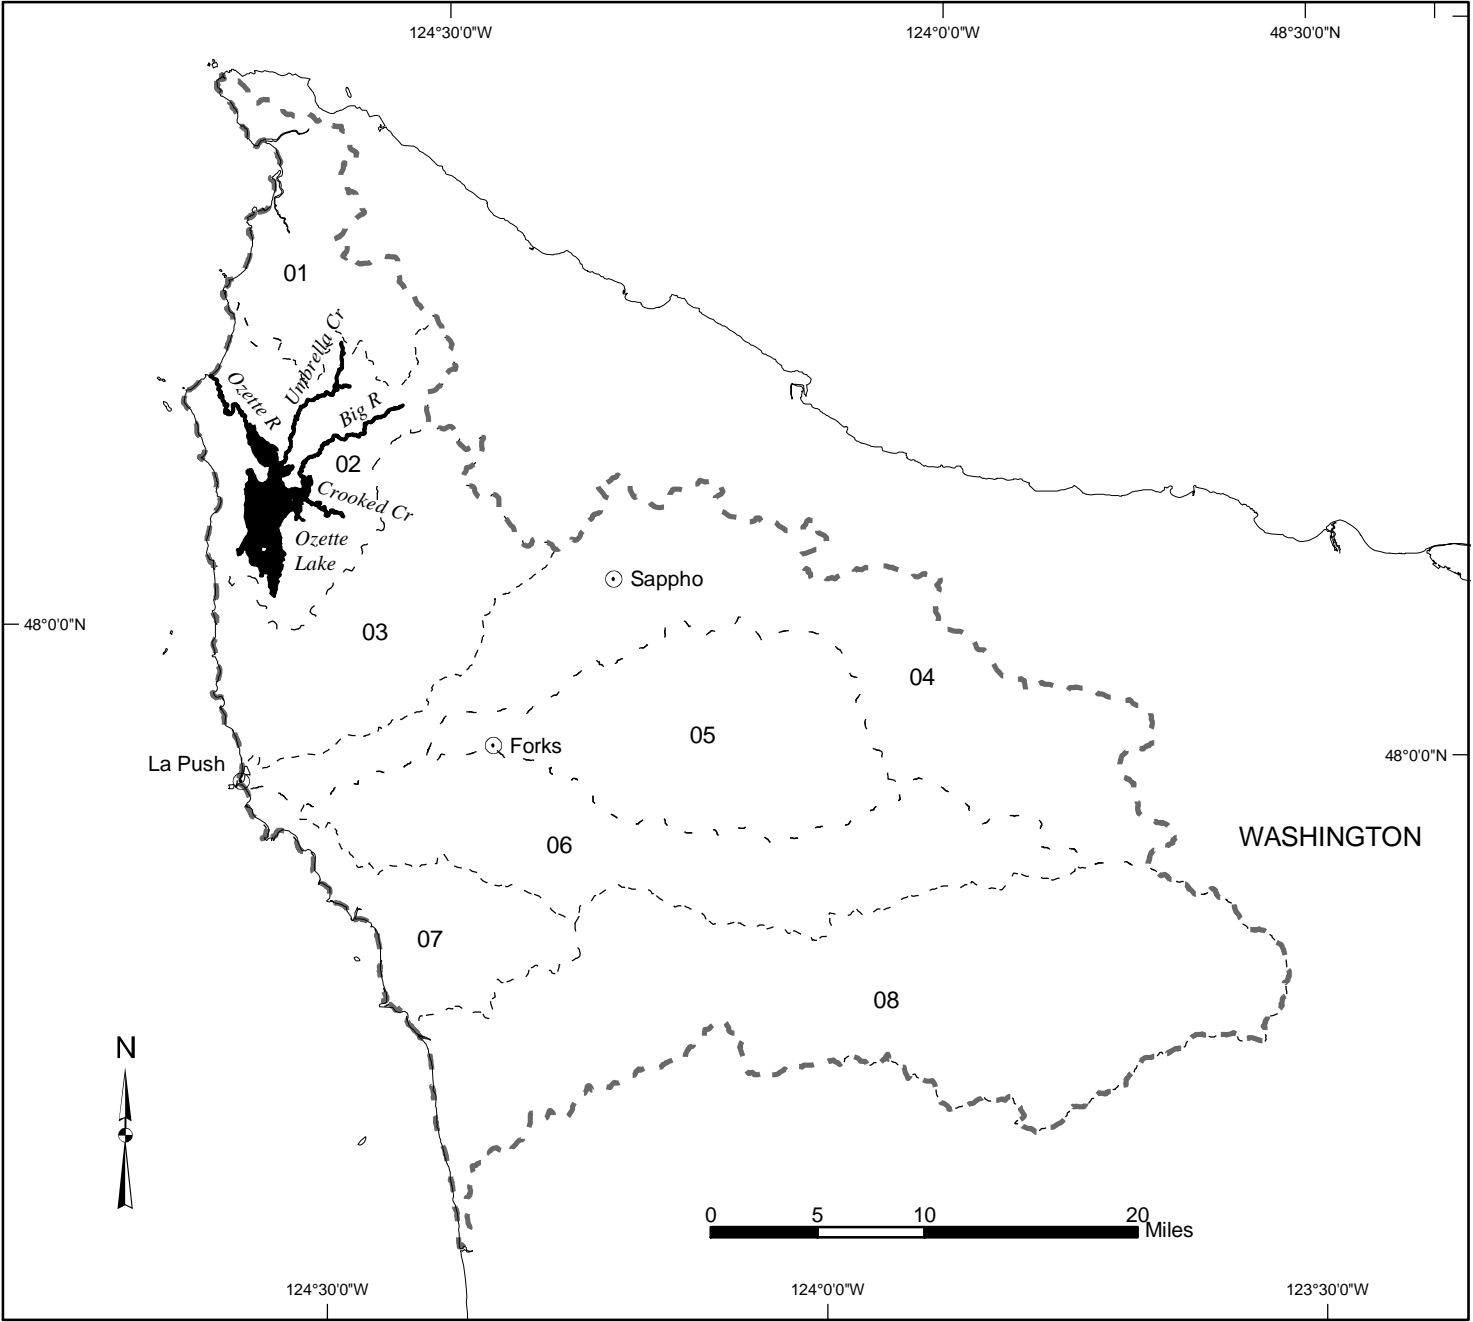 124°30'0"W
124°0'0"W
48°30'0"N
01
Umbrella Cr
Ozette R
Big R
02
Crooked Cr
Ozette
Lake
Sappho
48°0'0"N
03
04
05
Forks
La Push
48°0'0"N
WASHINGTON
06
07
08
N
0 5 10 20
Miles
124°30'0"W
124°0'0"W
123°30'0"W